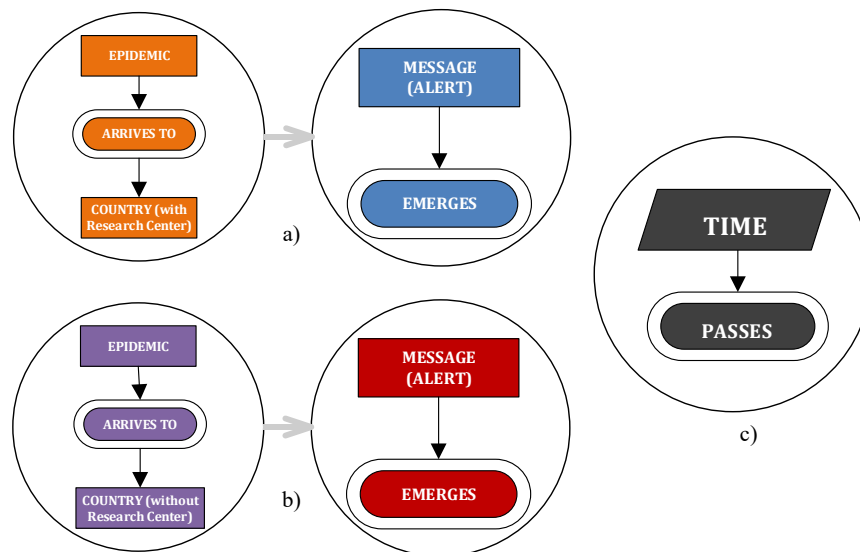 EPIDEMIC
ARRIVES TO
COUNTRY (with
Research Center)
MESSAGE
(ALERT)
EMERGES
a)
EPIDEMIC
ARRIVES TO
COUNTRY (without
Research Center)
MESSAGE
(ALERT)
EMERGES
b)
TIME
PASSES
c)